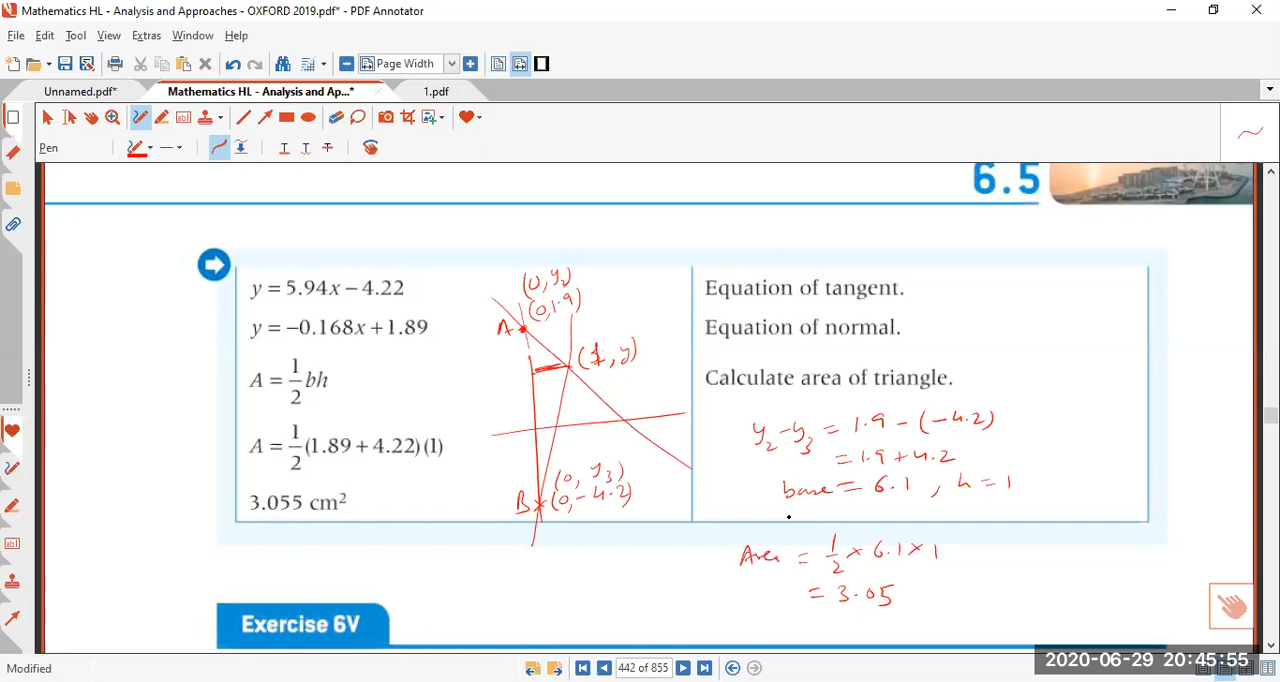 Mathematics HL - Analysis and Approaches - OXFORD 2019.pdf* - PDF Annotator
File Edit Tool View Extras Window Help
Page Width
Unnamed.pdf* Mathematics HL - Analysis and Ap...* 1.pdf
Pen
6.5
y = 5.94x − 4.22
Equation of tangent.
y = −0.168x + 1.89
Equation of normal.
A = 1/2 bh
Calculate area of triangle.
A = 1/2 (1.89 + 4.22)(1)
3.055 cm²
(0, y₂)
(0, 1.9)
A
(1, y)
(0, y₃)
B (0, -4.2)
y₂ - y₃ = 1.9 - (-4.2)
= 1.9 + 4.2
base = 6.1, h = 1
Area = 1/2 × 6.1 × 1
= 3.05
Exercise 6V
442 of 855
Modified
2020-06-29 20:45:55